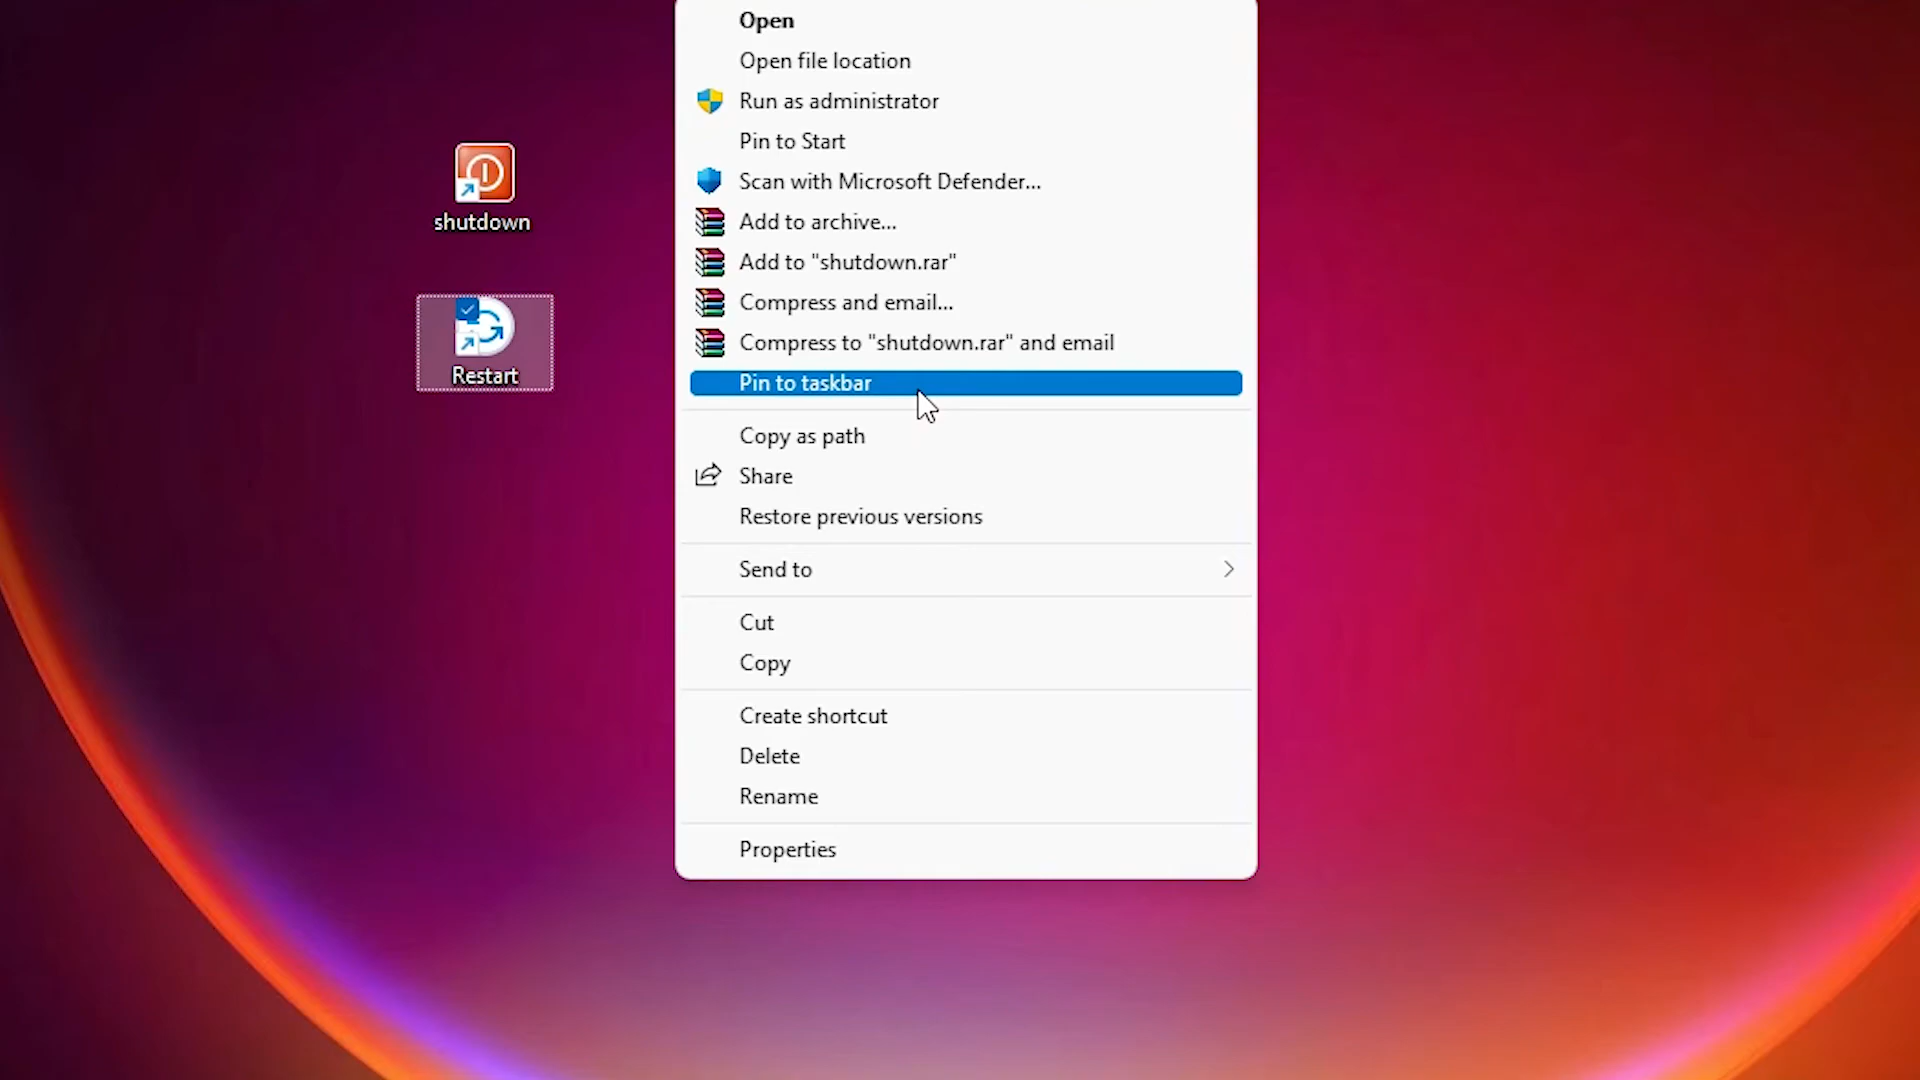 Open
Open file location
Run as administrator
Pin to Start
Scan with Microsoft Defender...
Add to archive...
Add to "shutdown.rar"
Compress and email...
Compress to "shutdown.rar" and email
Pin to taskbar
Copy as path
Share
Restore previous versions
Send to
Cut
Copy
Create shortcut
Delete
Rename
Properties
shutdown
Restart